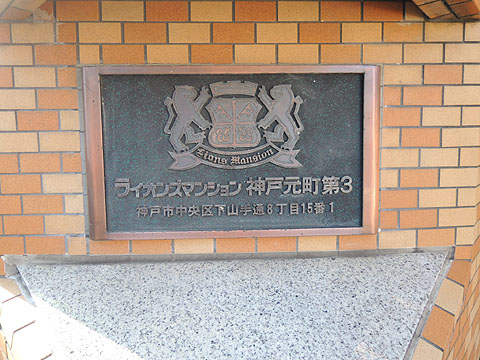 Lions Mansion
ライオンズマンション 神戸元町第3
神戸市中央区下山手通8丁目15番1